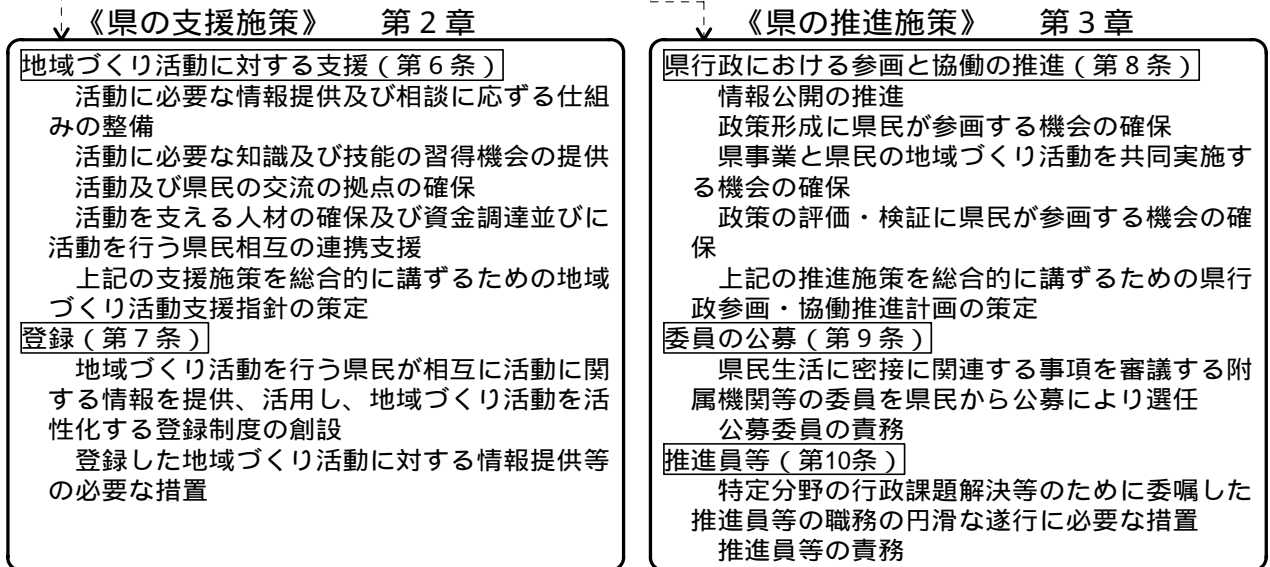 《県の支援施策》　　第２章
地域づくり活動に対する支援（第６条）
活動に必要な情報提供及び相談に応ずる仕組
みの整備
活動に必要な知識及び技能の習得機会の提供
活動及び県民の交流の拠点の確保
活動を支える人材の確保及び資金調達並びに
活動を行う県民相互の連携支援
上記の支援施策を総合的に講ずるための地域
づくり活動支援指針の策定
登録（第７条）
地域づくり活動を行う県民が相互に活動に関
する情報を提供、活用し、地域づくり活動を活
性化する登録制度の創設
登録した地域づくり活動に対する情報提供等
の必要な措置
《県の推進施策》　　第３章
県行政における参画と協働の推進（第８条）
情報公開の推進
政策形成に県民が参画する機会の確保
県事業と県民の地域づくり活動を共同実施す
る機会の確保
政策の評価・検証に県民が参画する機会の確
保
上記の推進施策を総合的に講ずるための県行
政参画・協働推進計画の策定
委員の公募（第９条）
県民生活に密接に関連する事項を審議する附
属機関等の委員を県民から公募により選任
公募委員の責務
推進員等（第10条）
特定分野の行政課題解決等のために委嘱した
推進員等の職務の円滑な遂行に必要な措置
推進員等の責務